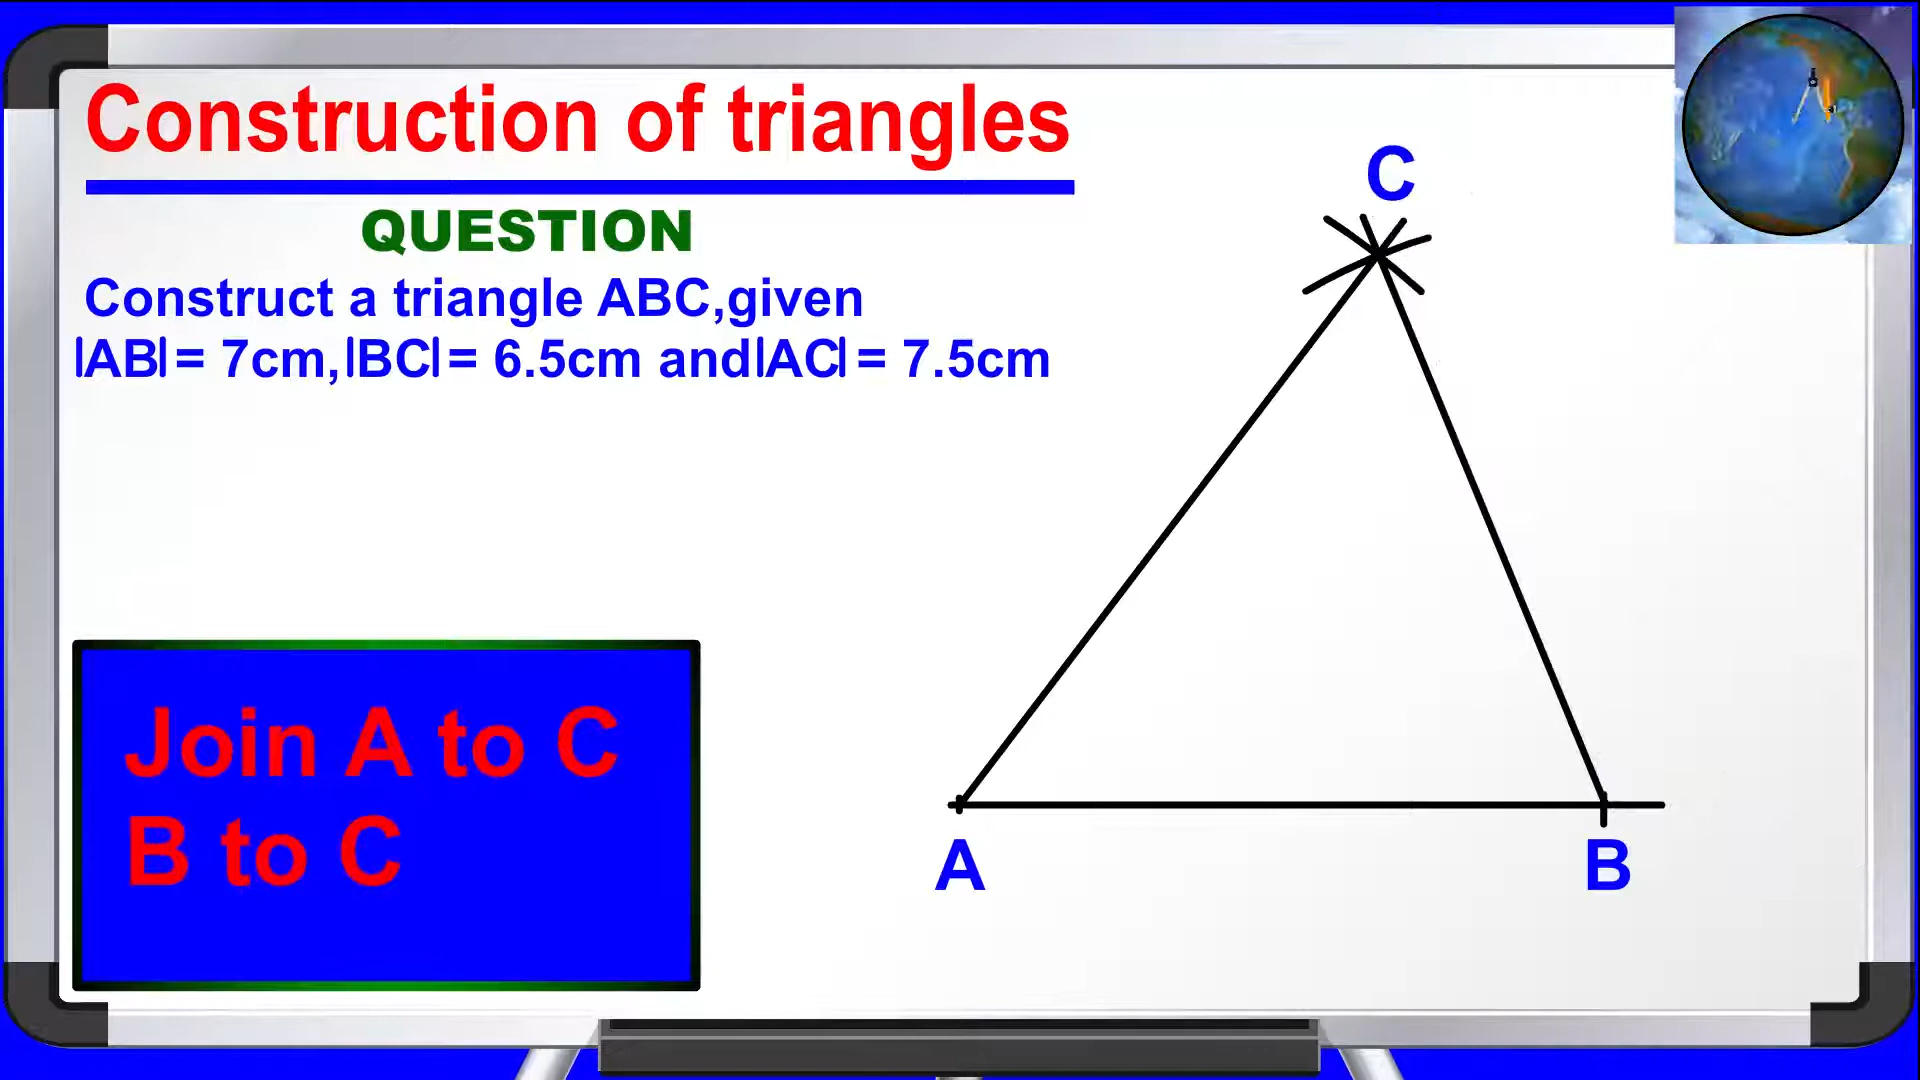 Construction of triangles
QUESTION
Construct a triangle ABC,given
|AB|= 7cm,|BC|= 6.5cm and|AC|= 7.5cm
C
Join A to C
B to C
A
B